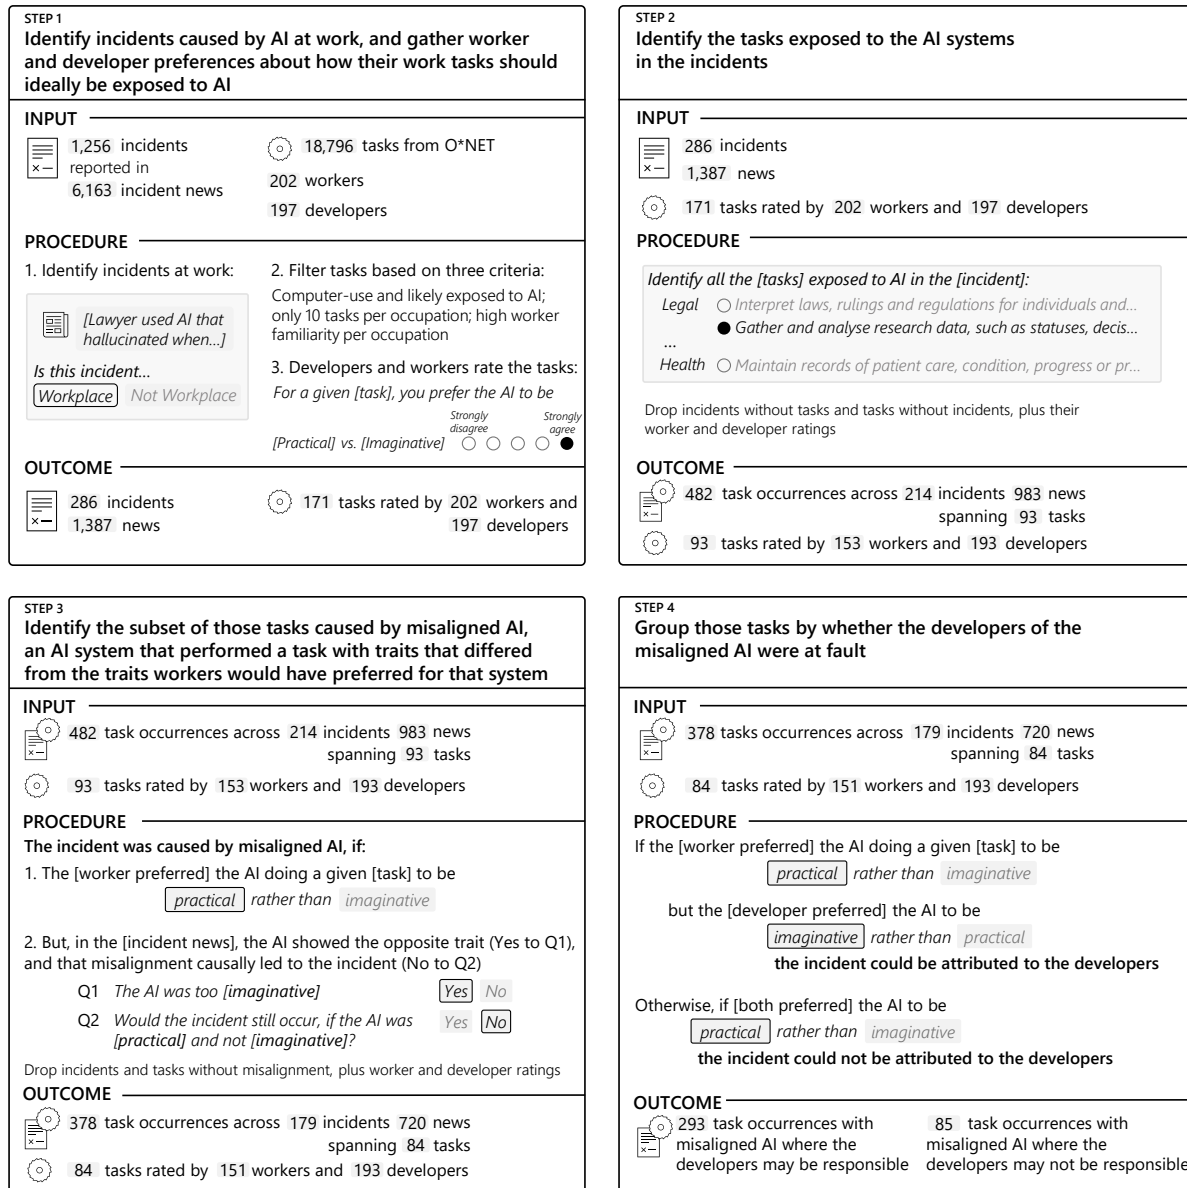 STEP 1
Identify incidents caused by AI at work, and gather worker
and developer preferences about how their work tasks should
ideally be exposed to AI
INPUT
1,256 incidents
reported in
6,163 incident news
18,796 tasks from O*NET
202 workers
197 developers
PROCEDURE
1. Identify incidents at work:
[Lawyer used AI that
hallucinated when...]
Is this incident...
Workplace Not Workplace
2. Filter tasks based on three criteria:
Computer-use and likely exposed to AI;
only 10 tasks per occupation; high worker
familiarity per occupation
3. Developers and workers rate the tasks:
For a given [task], you prefer the AI to be
Strongly
disagree
Strongly
agree
[Practical] vs. [Imaginative]
OUTCOME
286 incidents
1,387 news
171 tasks rated by 202 workers and
197 developers
STEP 2
Identify the tasks exposed to the AI systems
in the incidents
INPUT
286 incidents
1,387 news
171 tasks rated by 202 workers and 197 developers
PROCEDURE
Identify all the [tasks] exposed to AI in the [incident]:
Legal Interpret laws, rulings and regulations for individuals and...
Gather and analyse research data, such as statuses, decis...
...
Health Maintain records of patient care, condition, progress or pr...
Drop incidents without tasks and tasks without incidents, plus their
worker and developer ratings
OUTCOME
482 task occurrences across 214 incidents 983 news
spanning 93 tasks
93 tasks rated by 153 workers and 193 developers
STEP 3
Identify the subset of those tasks caused by misaligned AI,
an AI system that performed a task with traits that differed
from the traits workers would have preferred for that system
INPUT
482 task occurrences across 214 incidents 983 news
spanning 93 tasks
93 tasks rated by 153 workers and 193 developers
PROCEDURE
The incident was caused by misaligned AI, if:
1. The [worker preferred] the AI doing a given [task] to be
practical rather than imaginative
2. But, in the [incident news], the AI showed the opposite trait (Yes to Q1),
and that misalignment causally led to the incident (No to Q2)
Q1 The AI was too [imaginative] Yes No
Q2 Would the incident still occur, if the AI was Yes No
[practical] and not [imaginative]?
Drop incidents and tasks without misalignment, plus worker and developer ratings
OUTCOME
378 task occurrences across 179 incidents 720 news
spanning 84 tasks
84 tasks rated by 151 workers and 193 developers
STEP 4
Group those tasks by whether the developers of the
misaligned AI were at fault
INPUT
378 tasks occurrences across 179 incidents 720 news
spanning 84 tasks
84 tasks rated by 151 workers and 193 developers
PROCEDURE
If the [worker preferred] the AI doing a given [task] to be
practical rather than imaginative
but the [developer preferred] the AI to be
imaginative rather than practical
the incident could be attributed to the developers
Otherwise, if [both preferred] the AI to be
practical rather than imaginative
the incident could not be attributed to the developers
OUTCOME
293 task occurrences with
misaligned AI where the
developers may be responsible
85 task occurrences with
misaligned AI where the
developers may not be responsible